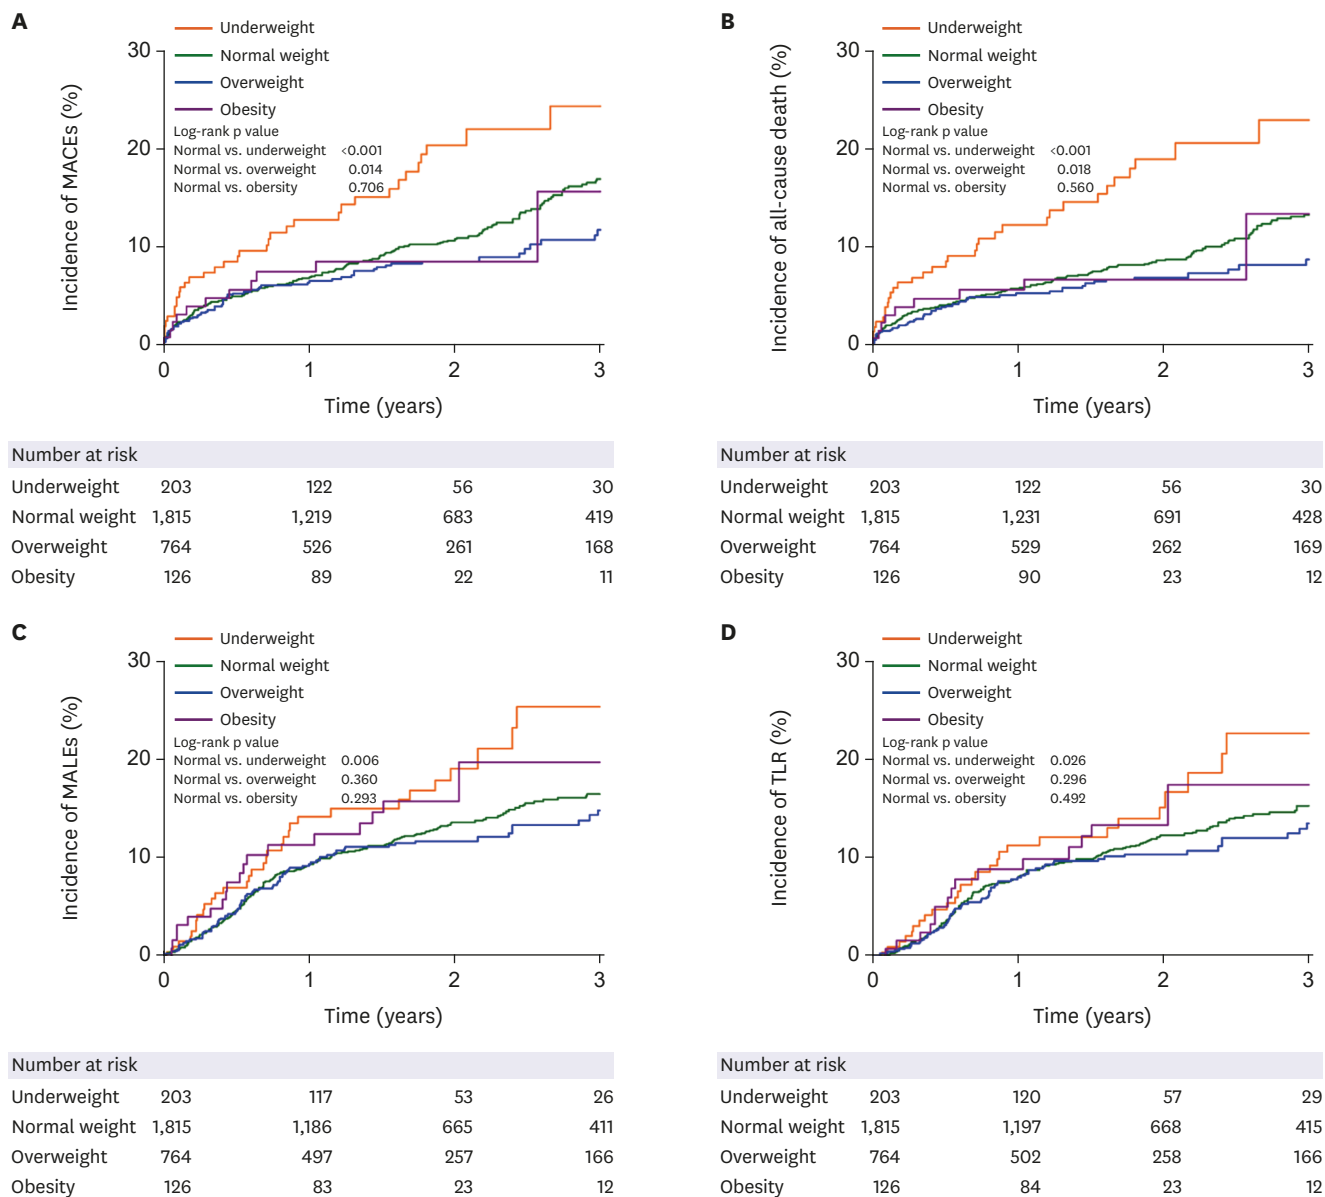 A
Underweight
Normal weight
Overweight
Obesity
Log-rank p value
Normal vs. underweight <0.001
Normal vs. overweight 0.014
Normal vs. obersity 0.706
Incidence of MACEs (%)
30
20
10
0
0 1 2 3
Time (years)
Number at risk
Underweight 203 122 56 30
Normal weight 1,815 1,219 683 419
Overweight 764 526 261 168
Obesity 126 89 22 11
B
Underweight
Normal weight
Overweight
Obesity
Log-rank p value
Normal vs. underweight <0.001
Normal vs. overweight 0.018
Normal vs. obersity 0.560
Incidence of all-cause death (%)
30
20
10
0
0 1 2 3
Time (years)
Number at risk
Underweight 203 122 56 30
Normal weight 1,815 1,231 691 428
Overweight 764 529 262 169
Obesity 126 90 23 12
C
Underweight
Normal weight
Overweight
Obesity
Log-rank p value
Normal vs. underweight 0.006
Normal vs. overweight 0.360
Normal vs. obersity 0.293
Incidence of MALEs (%)
30
20
10
0
0 1 2 3
Time (years)
Number at risk
Underweight 203 117 53 26
Normal weight 1,815 1,186 665 411
Overweight 764 497 257 166
Obesity 126 83 23 12
D
Underweight
Normal weight
Overweight
Obesity
Log-rank p value
Normal vs. underweight 0.026
Normal vs. overweight 0.296
Normal vs. obersity 0.492
Incidence of TLR (%)
30
20
10
0
0 1 2 3
Time (years)
Number at risk
Underweight 203 120 57 29
Normal weight 1,815 1,197 668 415
Overweight 764 502 258 166
Obesity 126 84 23 12